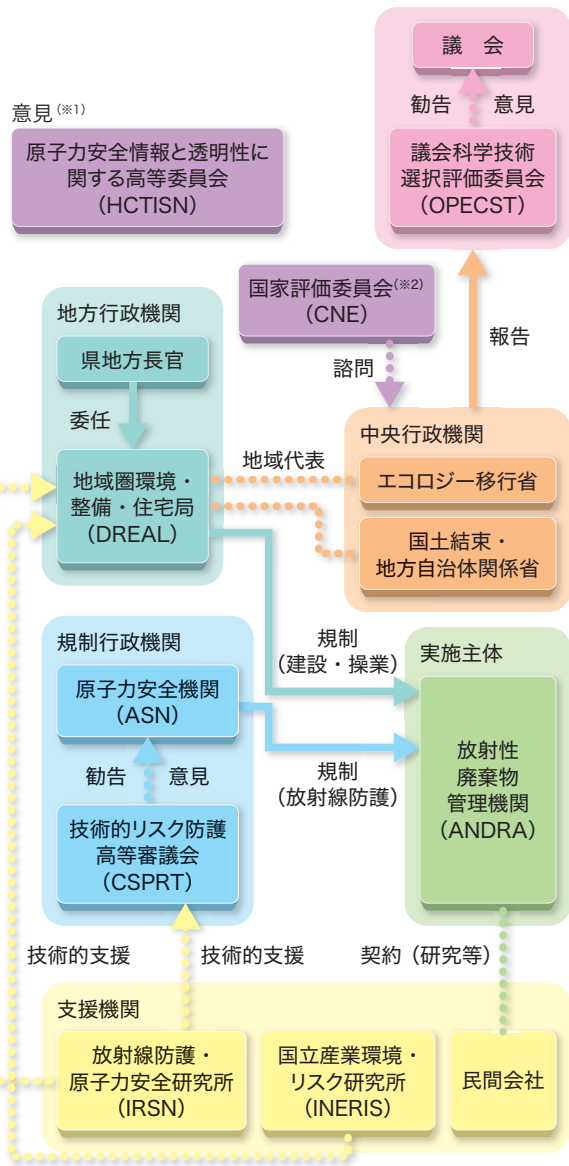 議　会
勧告
意見
議会科学技術
選択評価委員会
(OPECST)
意見(※1)
原子力安全情報と透明性に
関する高等委員会
(HCTISN)
国家評価委員会(※2)
(CNE)
諮問
報告
地方行政機関
県地方長官
委任
地域圏環境・
整備・住宅局
(DREAL)
地域代表
中央行政機関
エコロジー移行省
国土結束・
地方自治体関係省
規制行政機関
原子力安全機関
(ASN)
勧告
意見
技術的リスク防護
高等審議会
(CSPRT)
規制
(建設・操業)
規制
(放射線防護)
実施主体
放射性
廃棄物
管理機関
(ANDRA)
技術的支援
技術的支援
契約（研究等）
支援機関
放射線防護・
原子力安全研究所
(IRSN)
国立産業環境・
リスク研究所
(INERIS)
民間会社